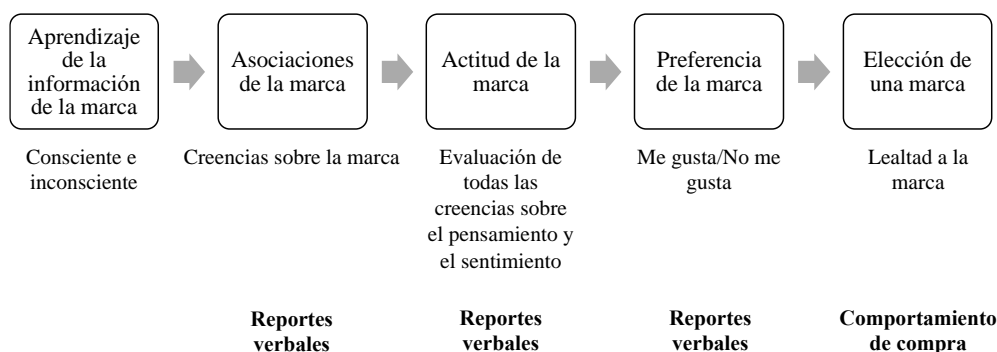 Aprendizaje
de la
información
de la marca
Asociaciones
de la marca
Actitud de la
marca
Preferencia
de la marca
Elección de
una marca
Consciente e
inconsciente
Creencias sobre la marca
Evaluación de
todas las
creencias sobre
el pensamiento y
el sentimiento
Me gusta/No me
gusta
Lealtad a la
marca
Reportes
verbales
Reportes
verbales
Reportes
verbales
Comportamiento
de compra